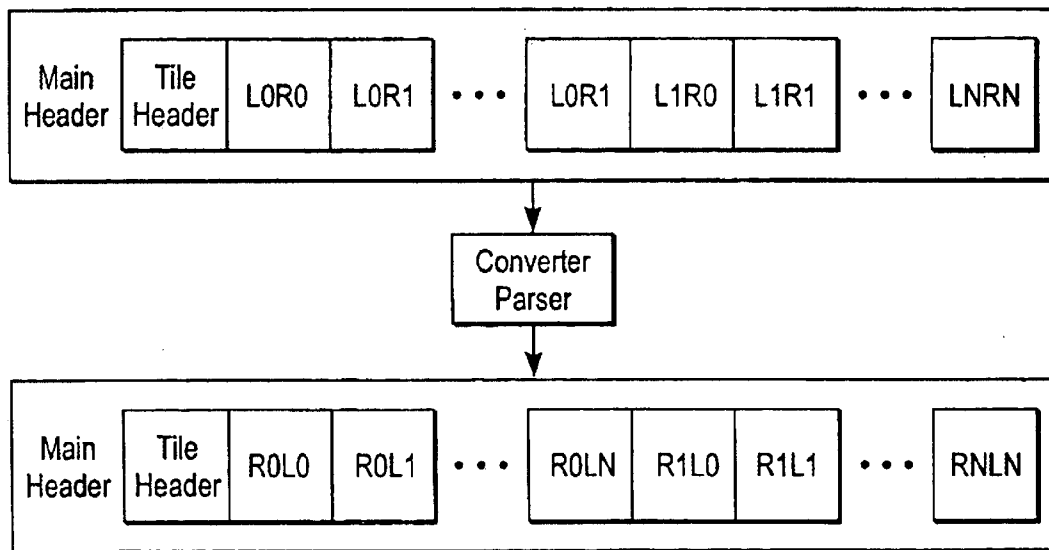 Main Header
Tile Header
L0R0
L0R1
• • •
L0R1
L1R0
L1R1
• • •
LNRN
Converter Parser
Main Header
Tile Header
R0L0
R0L1
• • •
R0LN
R1L0
R1L1
• • •
RNLN